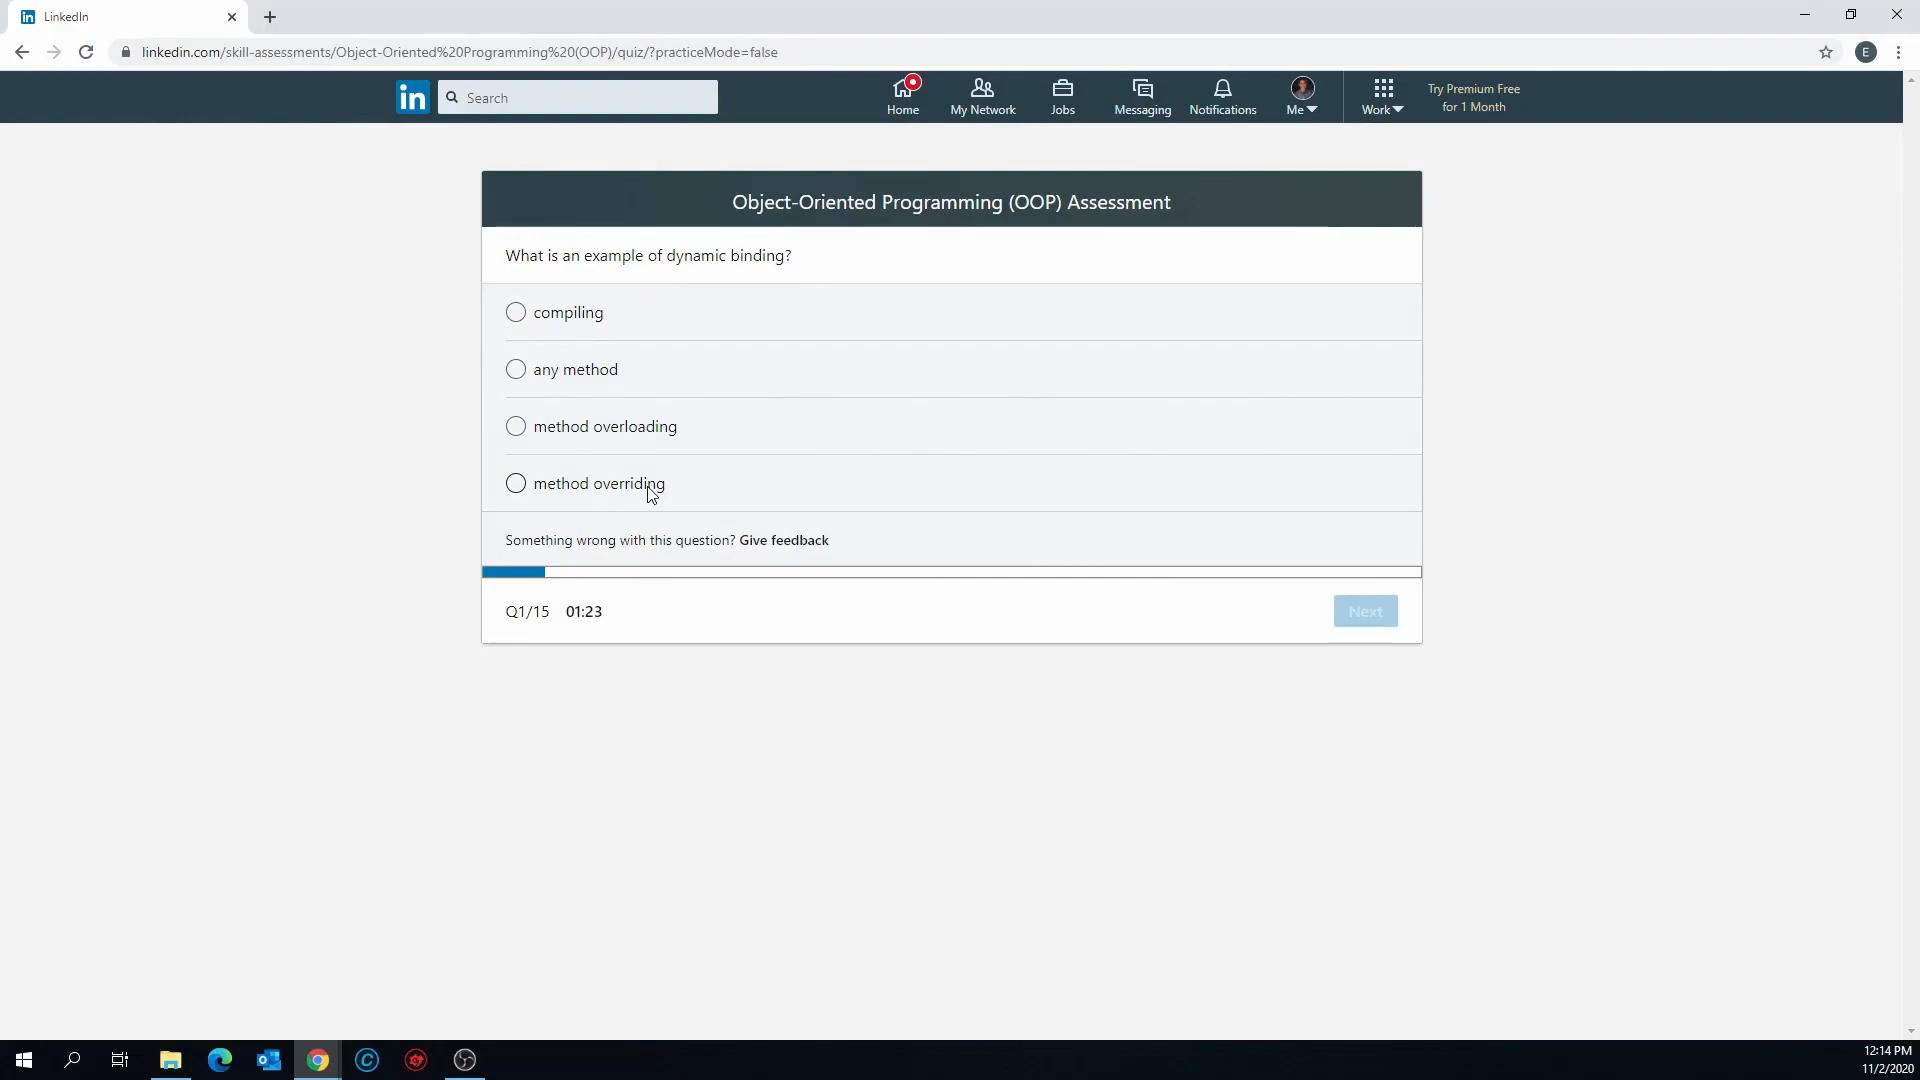 LinkedIn
linkedin.com/skill-assessments/Object-Oriented%20Programming%20(OOP)/quiz/?practiceMode=false
E
in
Search
Home
My Network
Jobs
Messaging
Notifications
Me
Work
Try Premium Free
for 1 Month
Object-Oriented Programming (OOP) Assessment
What is an example of dynamic binding?
compiling
any method
method overloading
method overriding
Something wrong with this question? Give feedback
Q1/15 01:23
Next
12:14 PM
11/2/2020